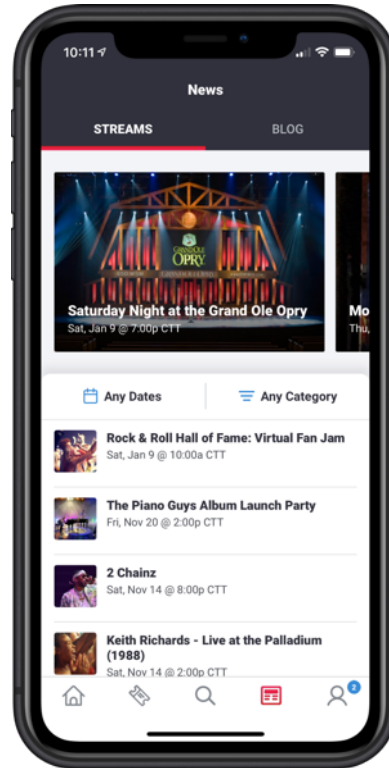 10:11
News
STREAMS
BLOG
GRAND OLE
OPRY
Saturday Night at the Grand Ole Opry
Sat, Jan 9 @ 7:00p CTT
Mo
Thu,
Any Dates
Any Category
Rock & Roll Hall of Fame: Virtual Fan Jam
Sat, Jan 9 @ 10:00a CTT
The Piano Guys Album Launch Party
Fri, Nov 20 @ 2:00p CTT
2 Chainz
Sat, Nov 14 @ 8:00p CTT
Keith Richards - Live at the Palladium
(1988)
Sat, Nov 14 @ 2:00p CTT
2